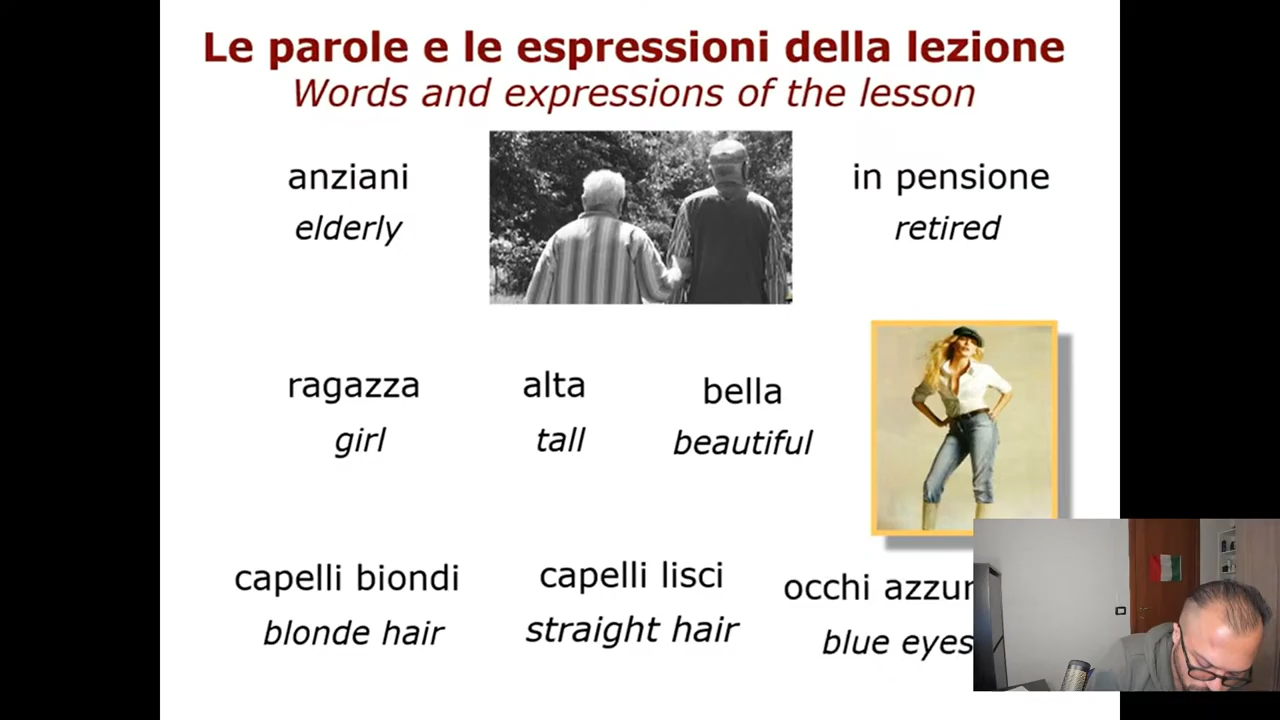 Le parole e le espressioni della lezione
Words and expressions of the lesson
anziani
elderly
in pensione
retired
ragazza
girl
alta
tall
bella
beautiful
capelli biondi
blonde hair
capelli lisci
straight hair
occhi
blue eyes